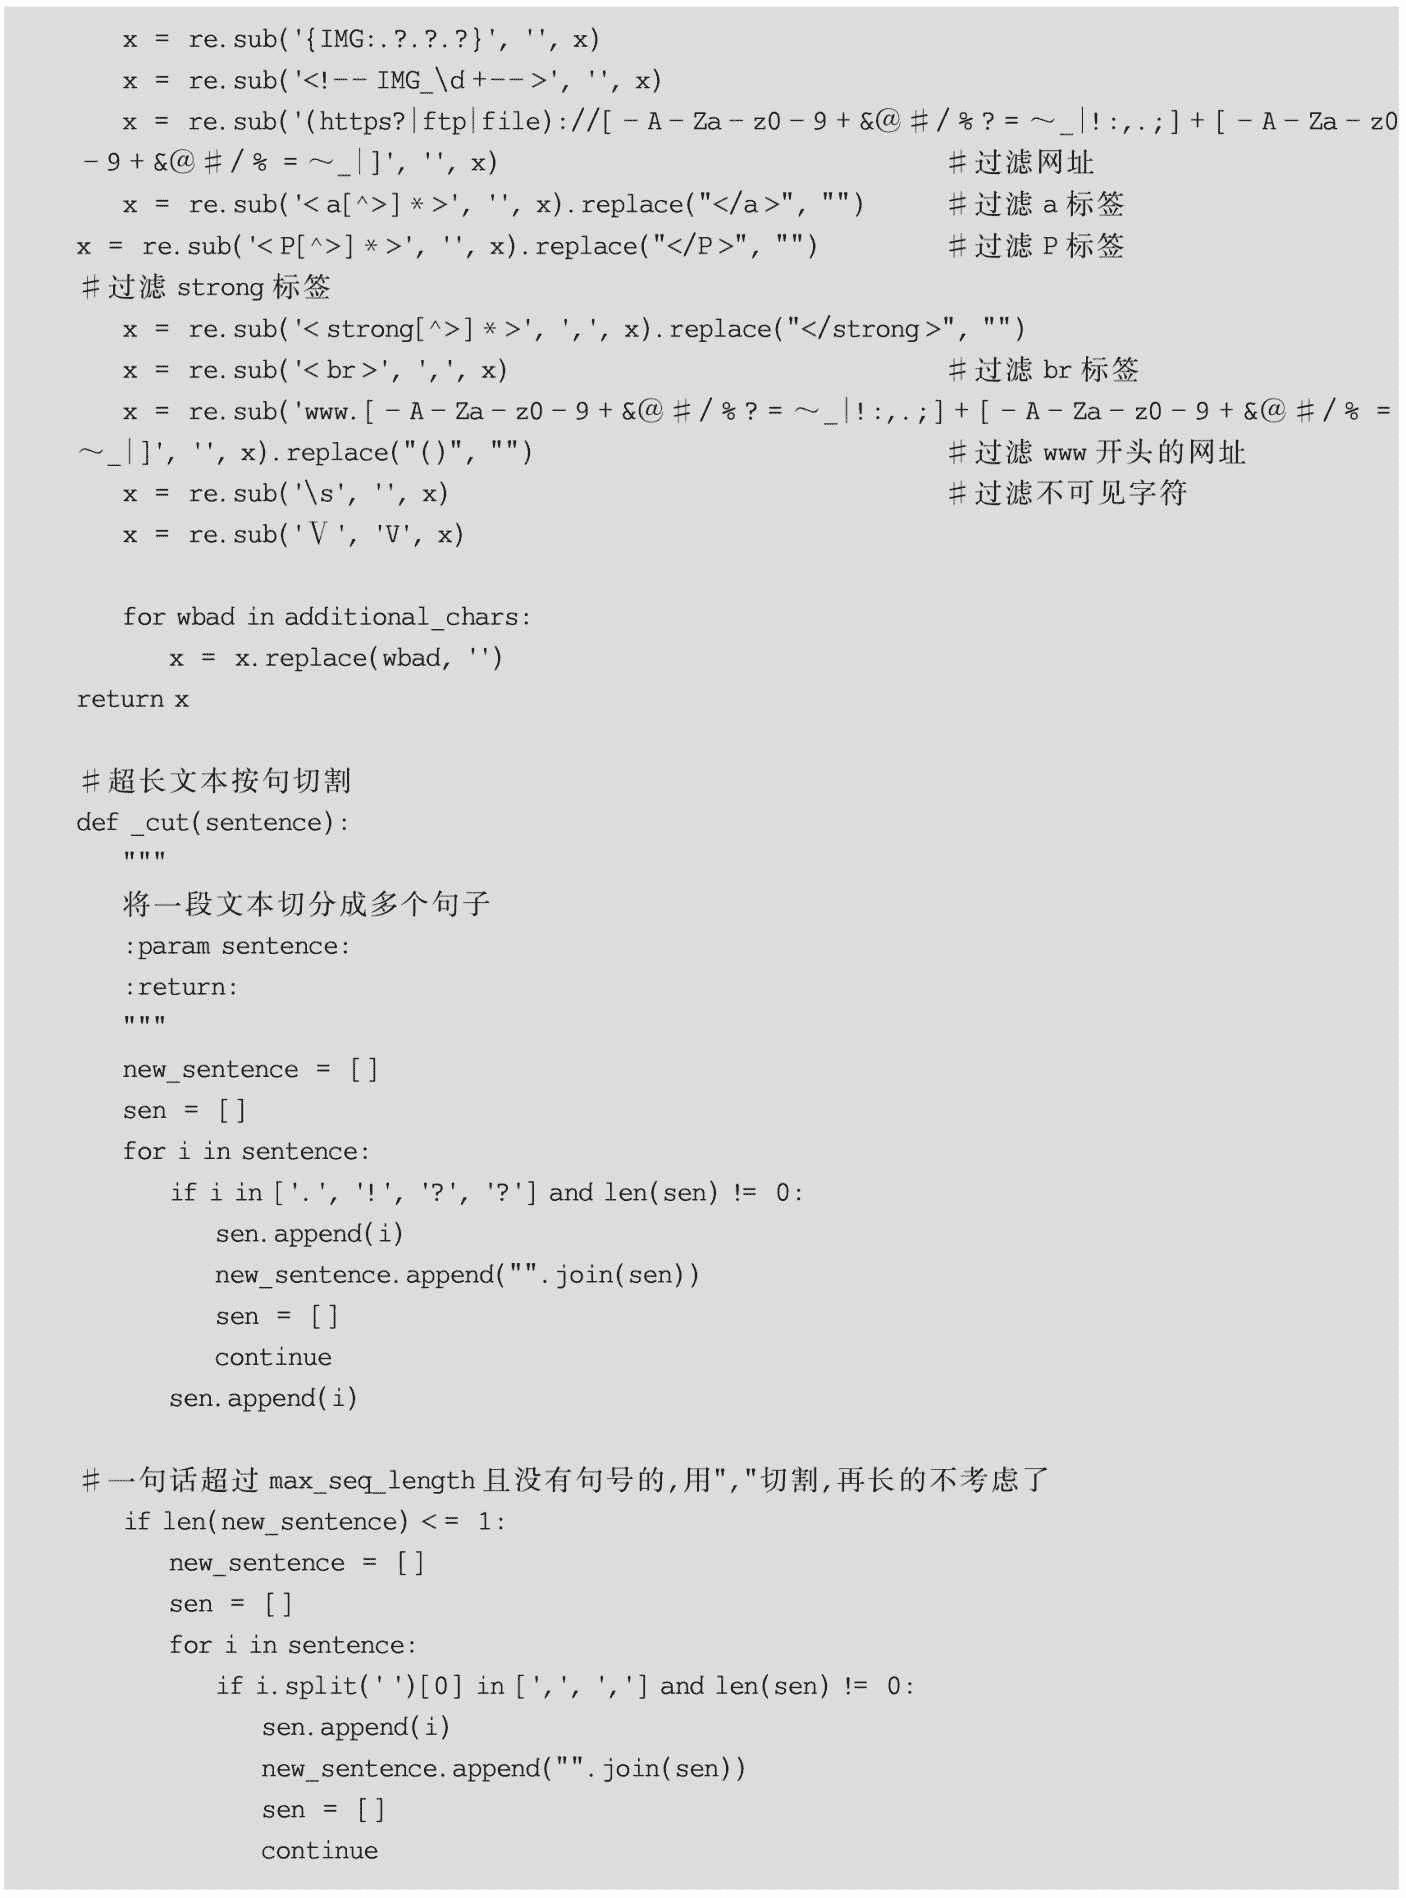 x = re.sub('{IMG:.?.?.?}', '', x)
    x = re.sub('<!-- IMG_\d+-->', '', x)
    x = re.sub('(https?|ftp|file)://[-A-Za-z0-9+&@#/%?=~_|!:,.;]+[-A-Za-z0
-9+&@#/%=~_|]', '', x)    #过滤网址
    x = re.sub('<a[^>]*>', '', x).replace("</a>", "")    #过滤 a 标签
x = re.sub('<P[^>]*>', '', x).replace("</P>", "")    #过滤 P 标签
#过滤 strong 标签
    x = re.sub('<strong[^>]*>', ',', x).replace("</strong>", "")
    x = re.sub('<br>', ',', x)    #过滤 br 标签
    x = re.sub('www.[-A-Za-z0-9+&@#/%?=~_|!:,.;]+[-A-Za-z0-9+&@#/%=
~_|]', '', x).replace("()", "")    #过滤 www 开头的网址
    x = re.sub('\s', '', x)    #过滤不可见字符
    x = re.sub('Ⅴ', 'V', x)

    for wbad in additional_chars:
        x = x.replace(wbad, '')
return x

#超长文本按句切割
def _cut(sentence):
    """
    将一段文本切分成多个句子
    :param sentence:
    :return:
    """
    new_sentence = []
    sen = []
    for i in sentence:
        if i in ['.', '!', '?', '?'] and len(sen) != 0:
            sen.append(i)
            new_sentence.append("".join(sen))
            sen = []
            continue
        sen.append(i)

#一句话超过 max_seq_length 且没有句号的,用","切割,再长的不考虑了
    if len(new_sentence) <= 1:
        new_sentence = []
        sen = []
        for i in sentence:
            if i.split(' ')[0] in [',', ','] and len(sen) != 0:
                sen.append(i)
                new_sentence.append("".join(sen))
                sen = []
                continue